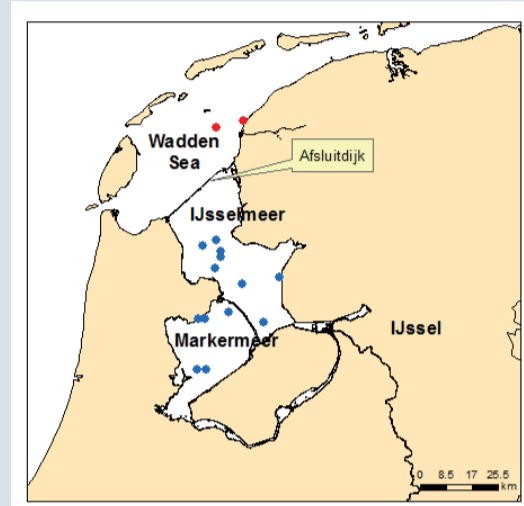 Wadden
Sea
Afsluitdijk
IJsselmeer
Markermeer
IJssel
0 8.5 17 25.5
km